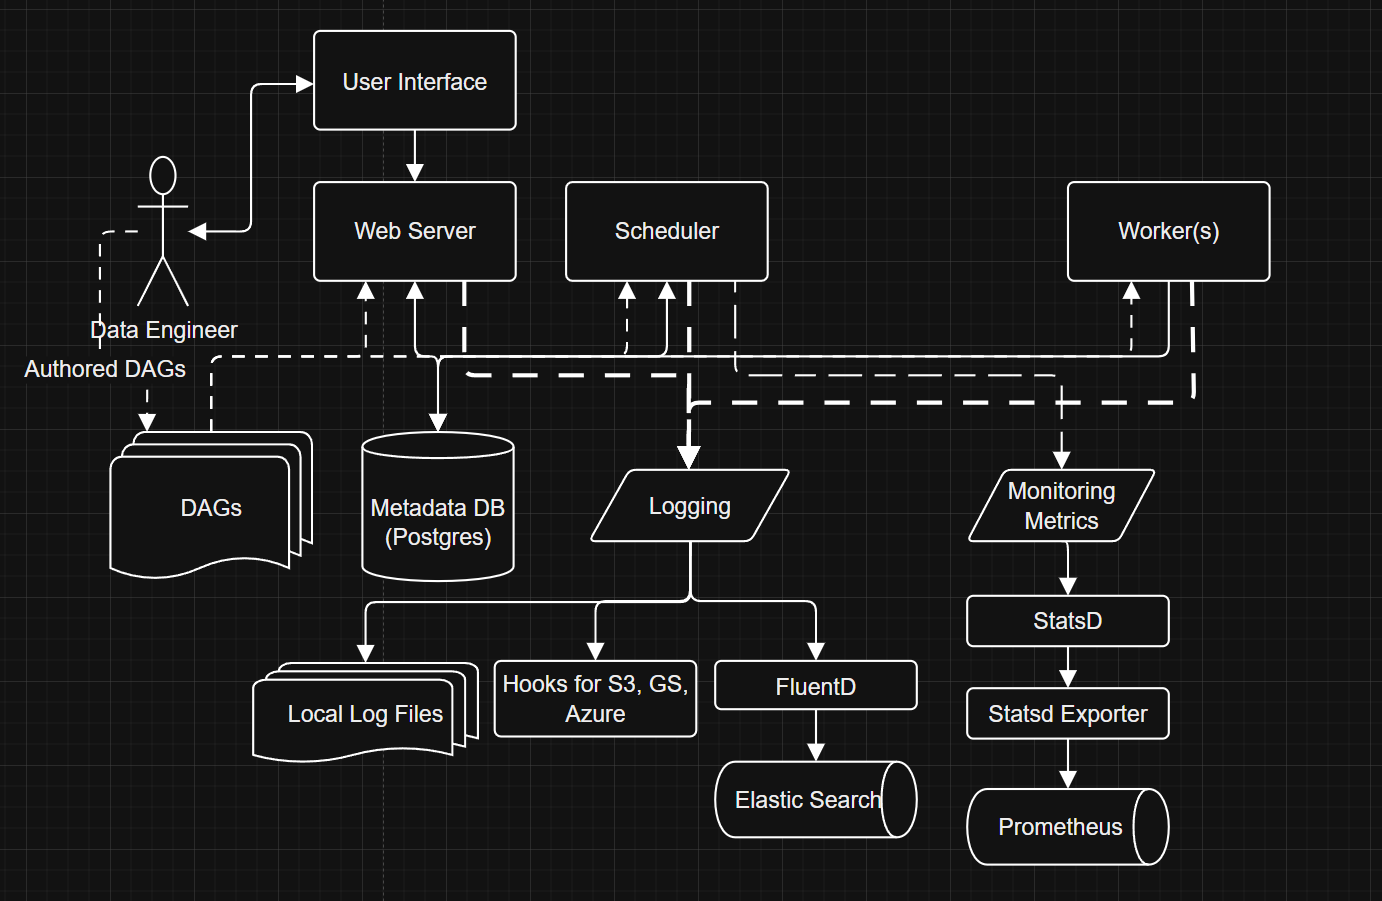 User Interface
Web Server
Scheduler
Worker(s)
Data Engineer
Authored DAGs
DAGs
Metadata DB
(Postgres)
Logging
Monitoring
Metrics
StatsD
Local Log Files
Hooks for S3, GS,
Azure
FluentD
Statsd Exporter
Elastic Search
Prometheus